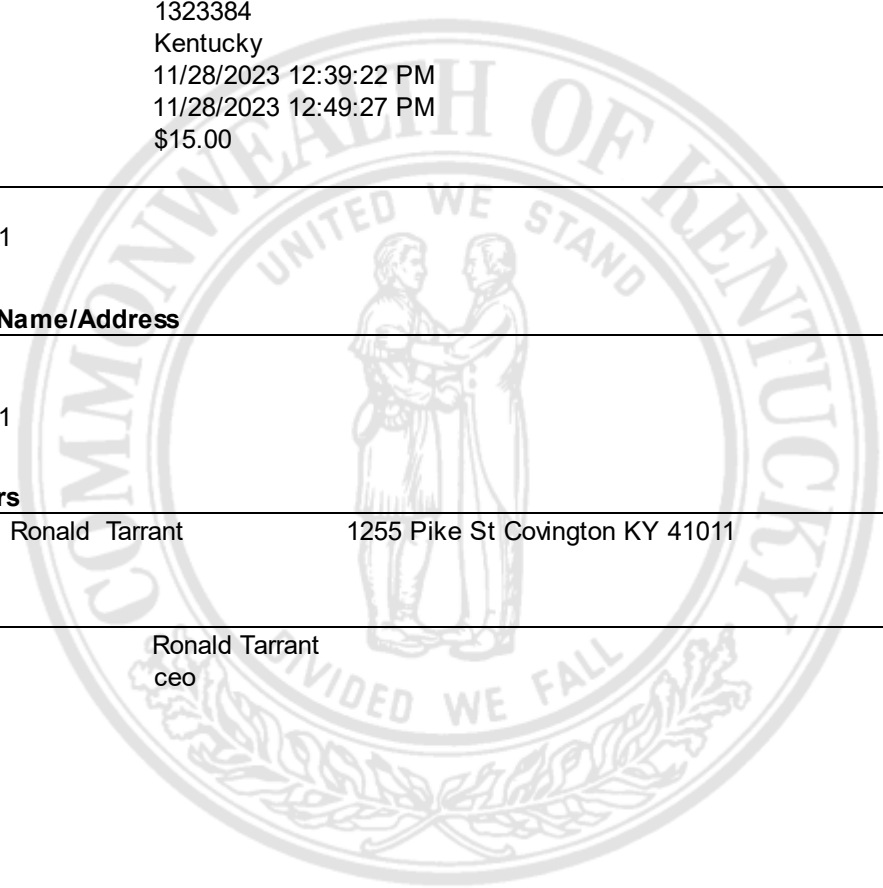 1323384
Kentucky
11/28/2023 12:39:22 PM
11/28/2023 12:49:27 PM
$15.00
1
Name/Address
1
rs
Ronald Tarrant 1255 Pike St Covington KY 41011
Ronald Tarrant
ceo
COMMONWEALTH OF KENTUCKY
UNITED WE STAND
DIVIDED WE FALL